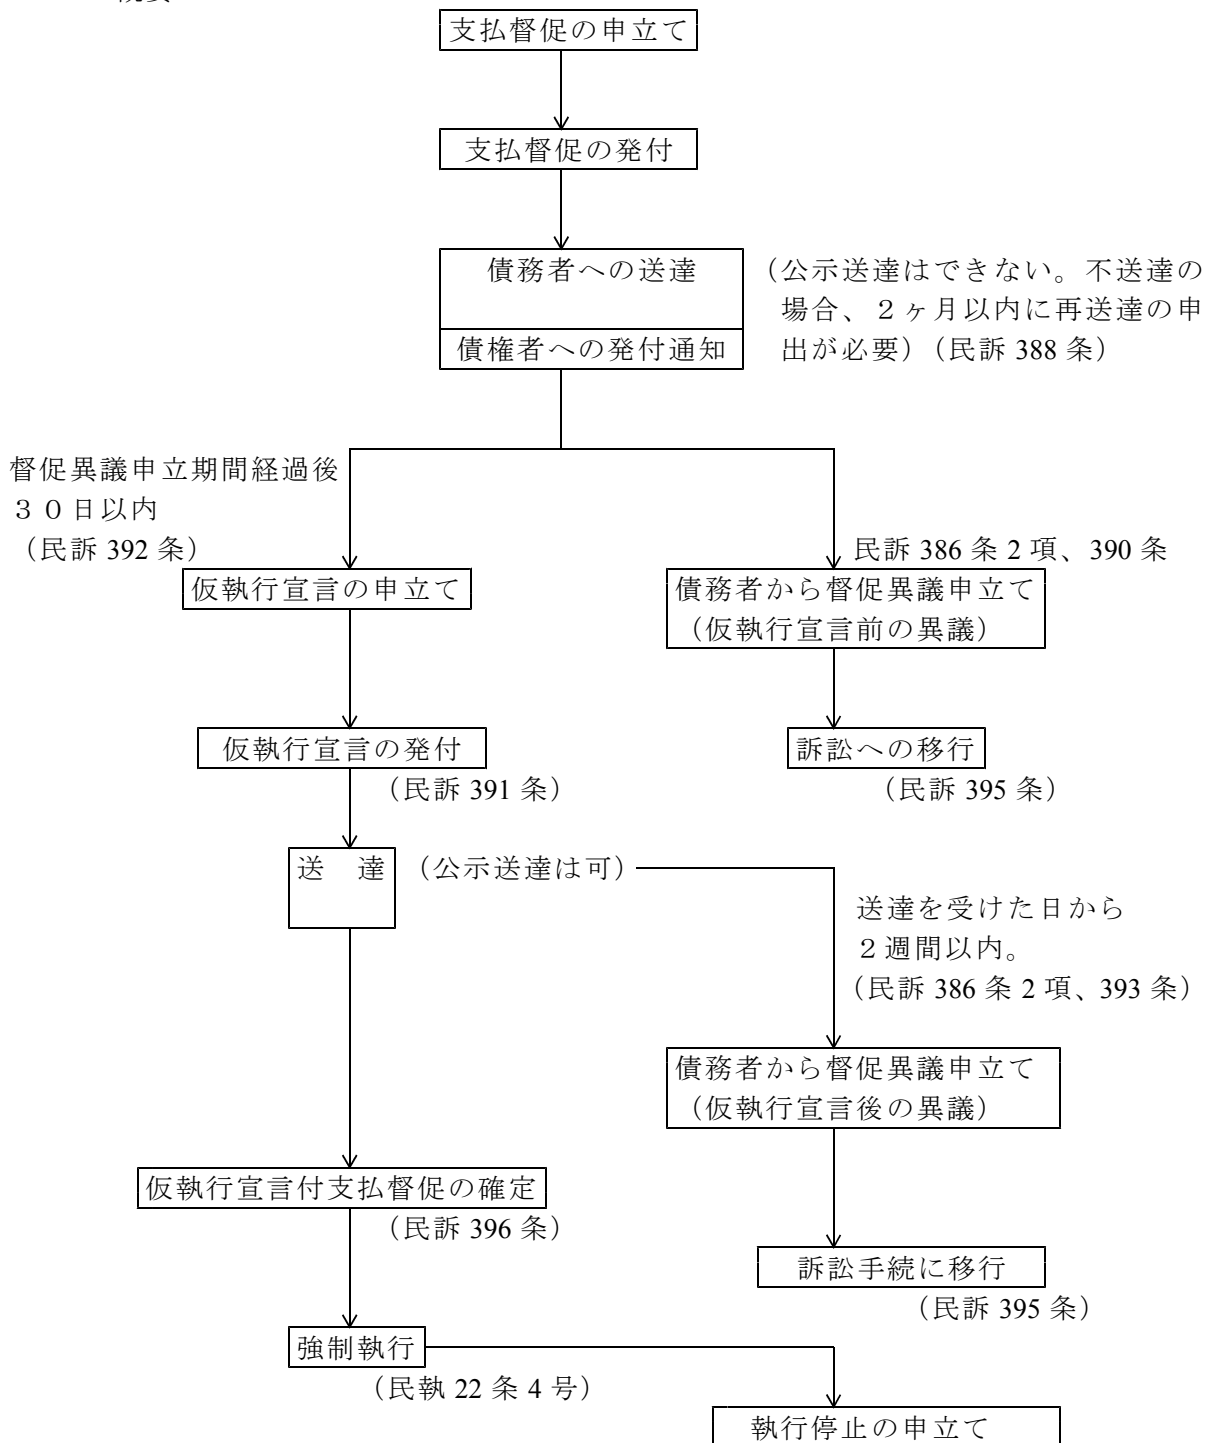 支払督促の申立て
支払督促の発付
債務者への送達
（公示送達はできない。不送達の
場合、２ヶ月以内に再送達の申
債権者への発付通知
出が必要）（民訴 388 条）
督促異議申立期間経過後
３０日以内
（民訴 392 条）
民訴 386 条 2 項、390 条
仮執行宣言の申立て
債務者から督促異議申立て
（仮執行宣言前の異議）
仮執行宣言の発付
訴訟への移行
（民訴 391 条）
（民訴 395 条）
送　達
（公示送達は可）
送達を受けた日から
２週間以内。
（民訴 386 条 2 項、393 条）
債務者から督促異議申立て
（仮執行宣言後の異議）
仮執行宣言付支払督促の確定
（民訴 396 条）
訴訟手続に移行
（民訴 395 条）
強制執行
（民執 22 条 4 号）
執行停止の申立て